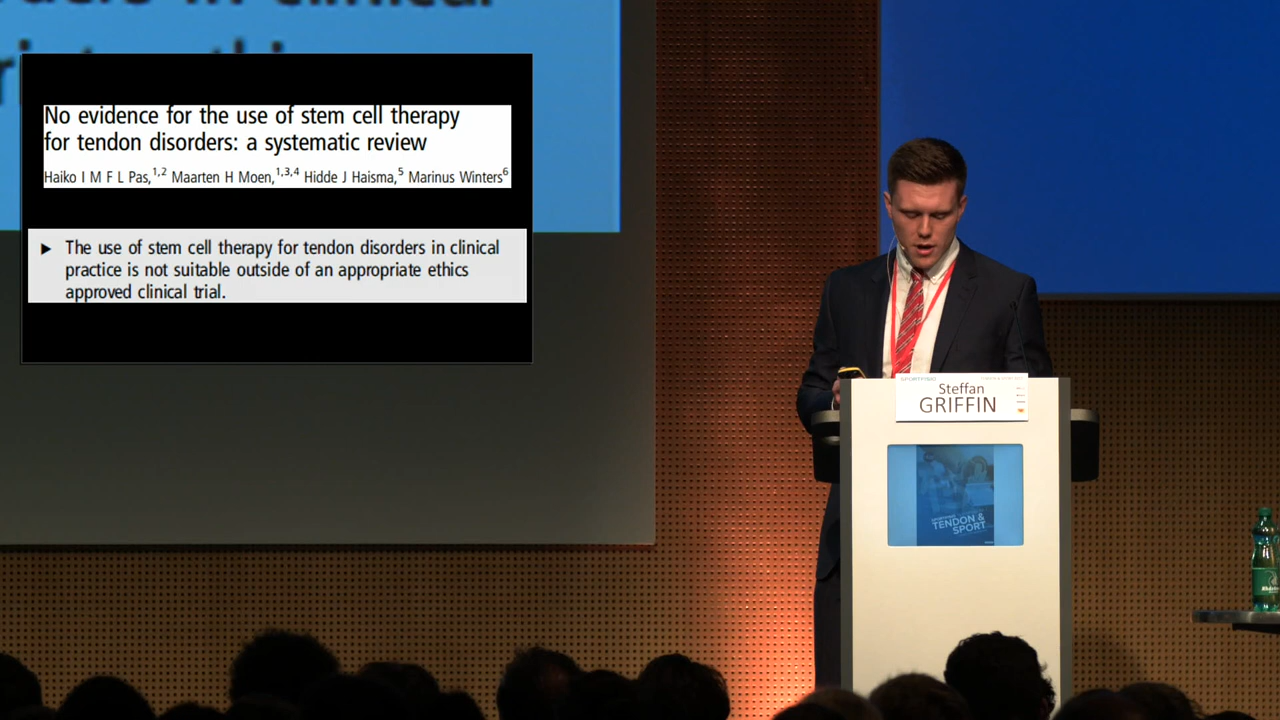 No evidence for the use of stem cell therapy
for tendon disorders: a systematic review
Haiko I M F L Pas,1,2 Maarten H Moen,1,3,4 Hidde J Haisma,5 Marinus Winters6
► The use of stem cell therapy for tendon disorders in clinical
practice is not suitable outside of an appropriate ethics
approved clinical trial.
SPORTFISIO
Steffan
GRIFFIN
TENDON &
SPORT